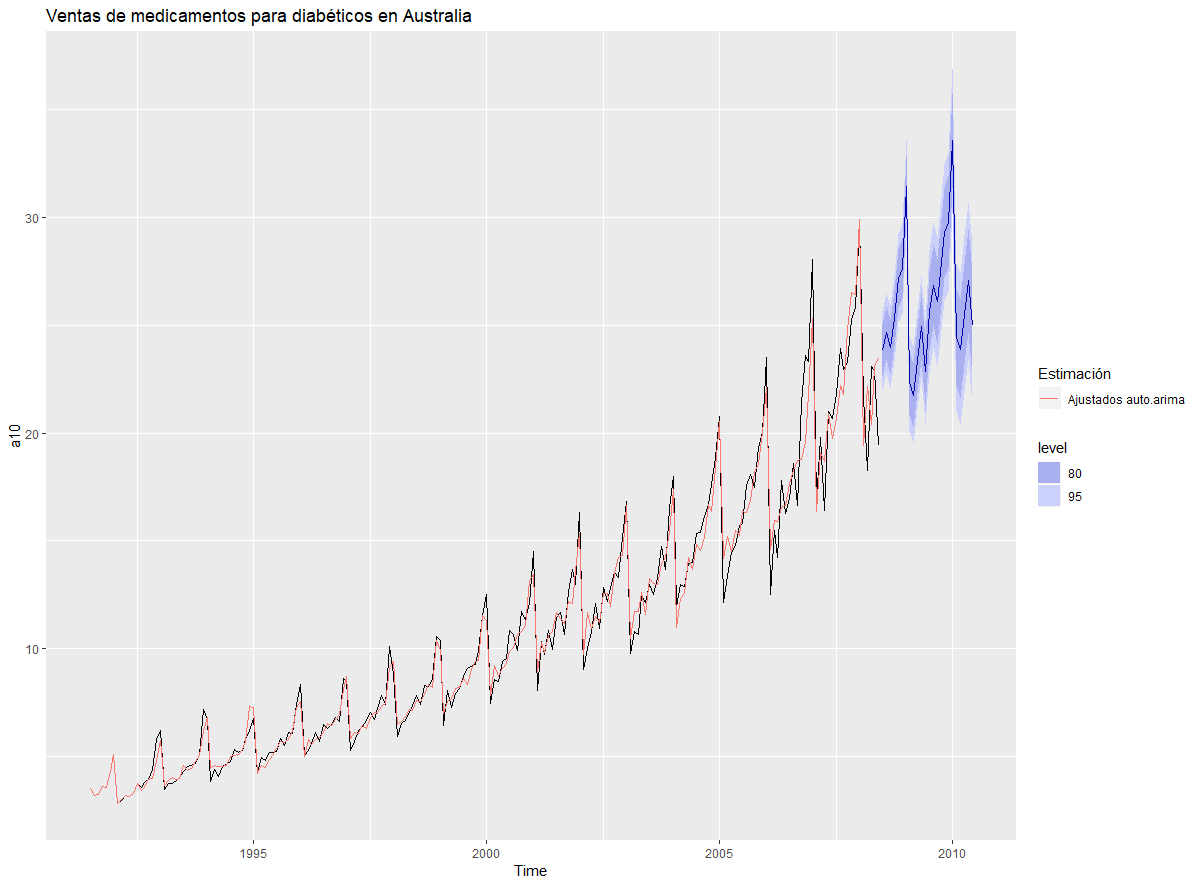 Ventas de medicamentos para diabéticos en Australia
30
20
10
a10
1995
2000
2005
2010
Time
Estimación
Ajustados auto.arima
level
80
95